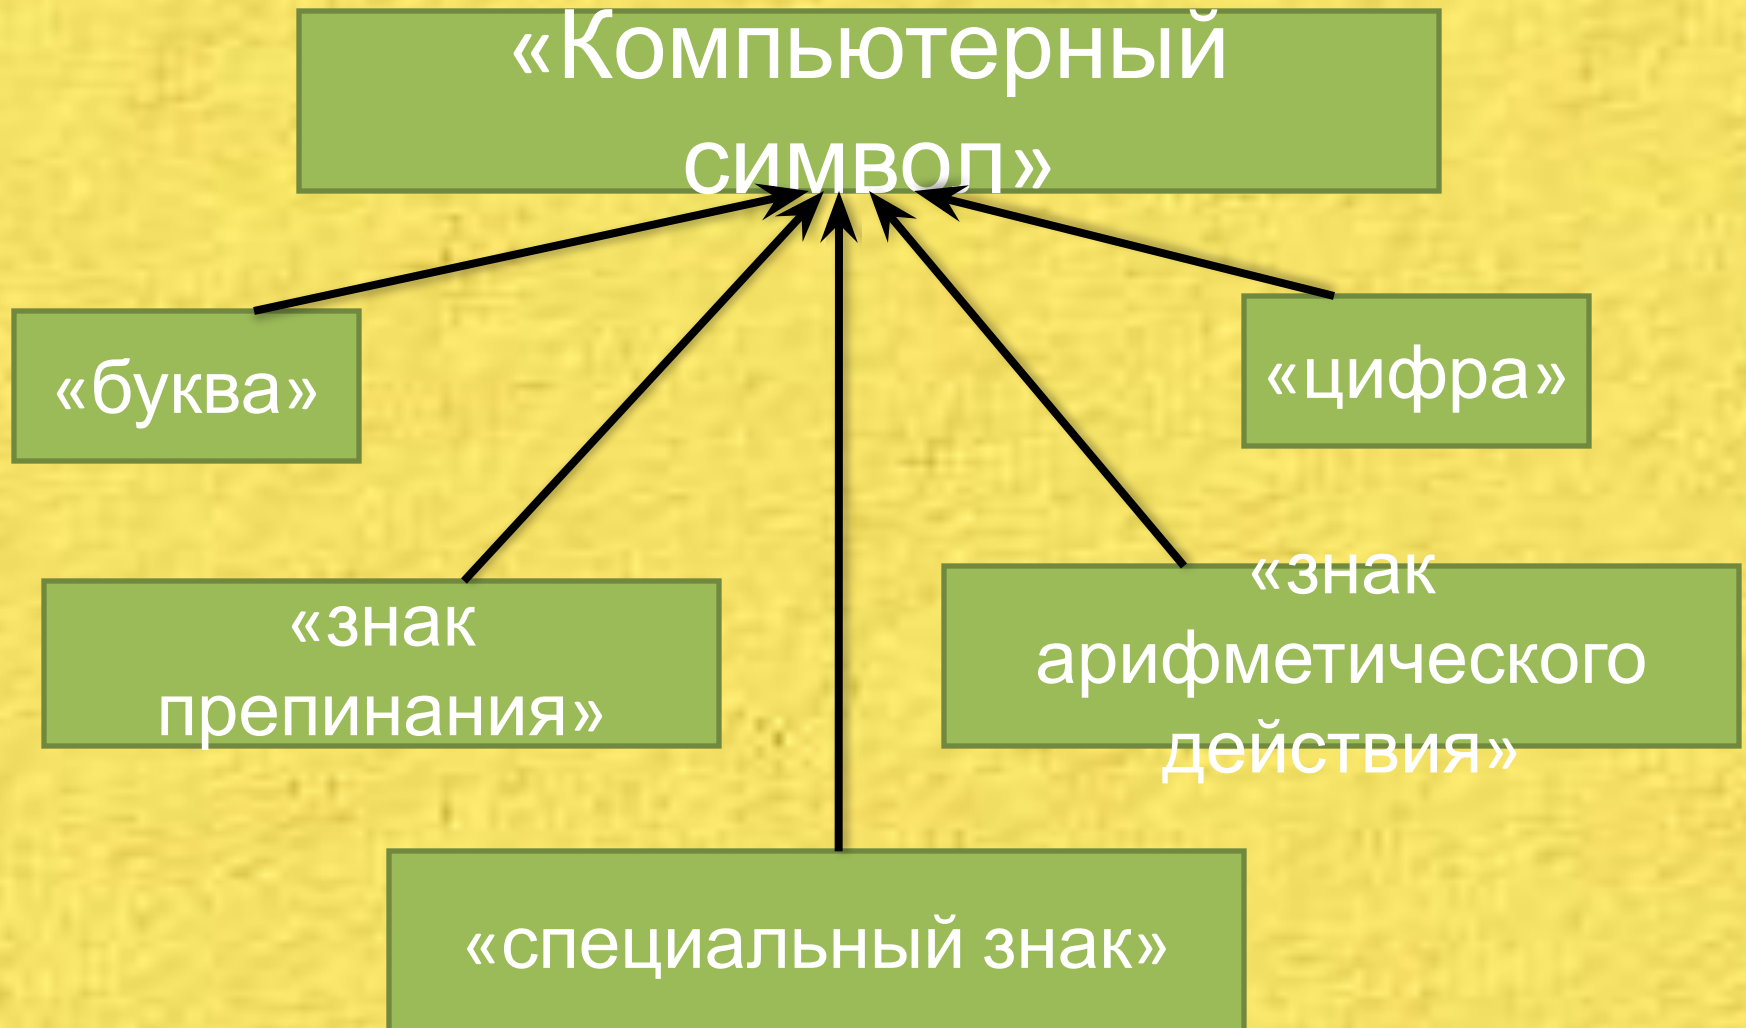 «Компьютерный
символ»
«буква»
«цифра»
«знак
препинания»
«знак
арифметического
действия»
«специальный знак»